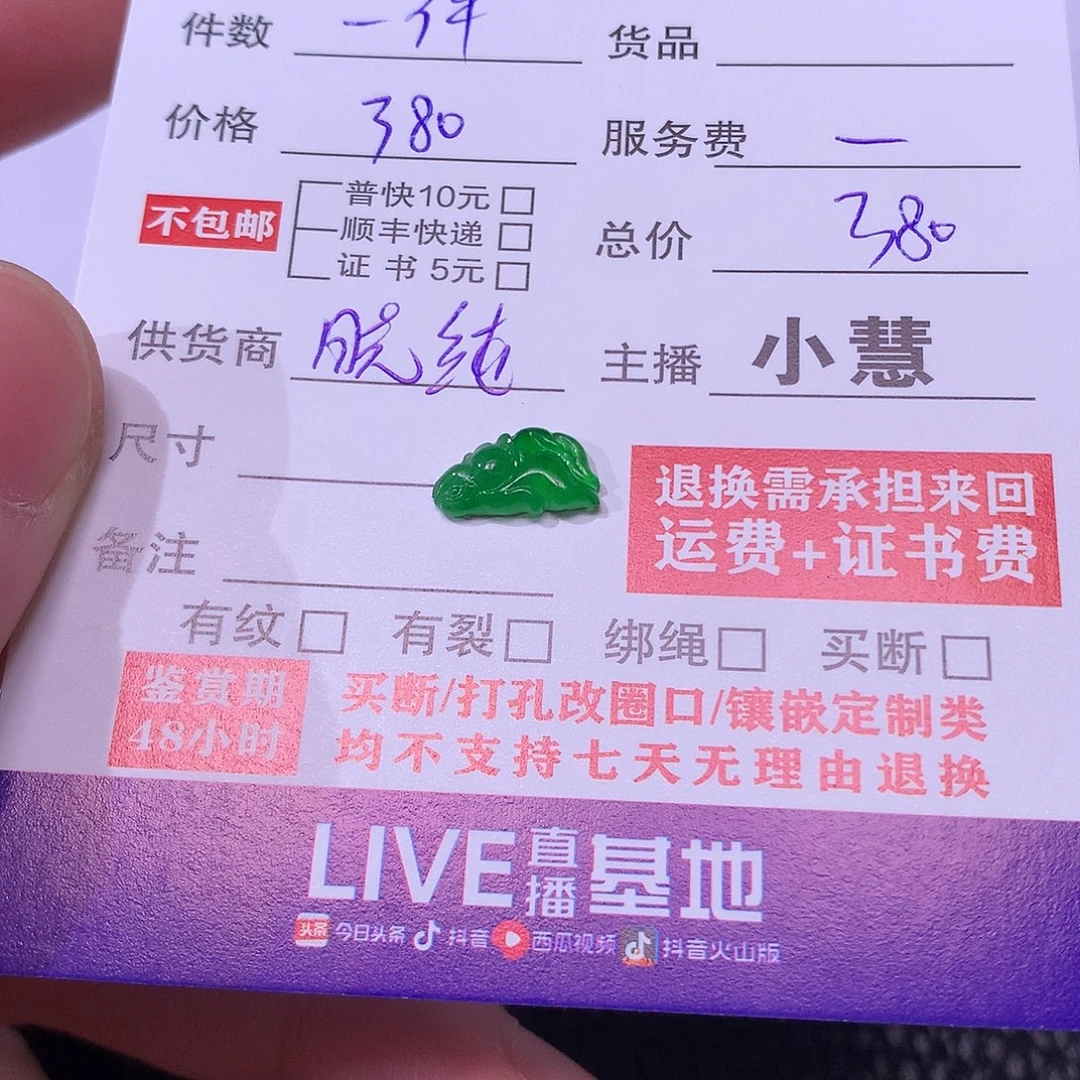 件数 一件 货品
价格 380 服务费 一
不包邮
普快10元
顺丰快递
证书 5元
总价 380
供货商 主播 小慧
尺寸
退换需承担来回
运费+证书费
备注
有纹 有裂 绑绳 买断
鉴赏期
48小时
买断/打孔改圈口/镶嵌定制类
均不支持七天无理由退换
LIVE直播基地
头条 今日头条 抖音 西瓜视频 抖音火山版